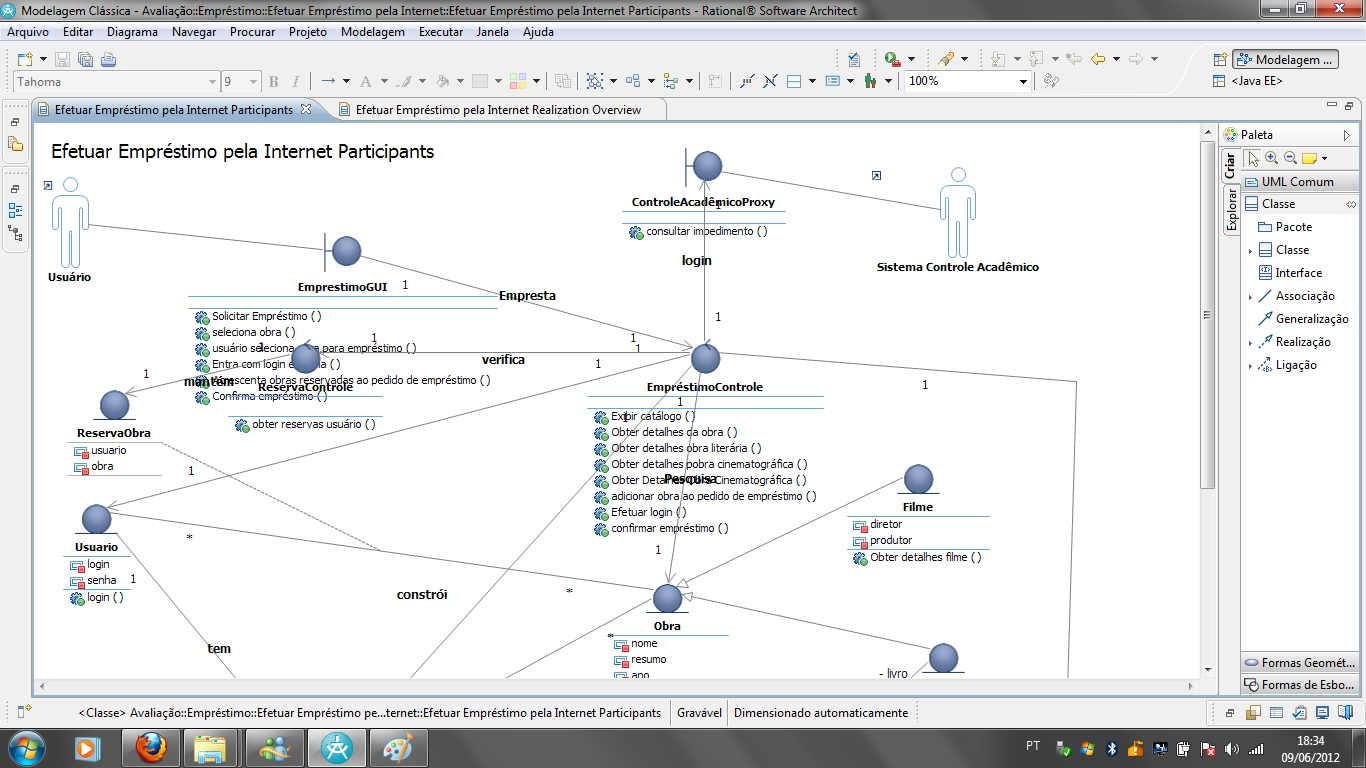 Modelagem Clássica - Avaliação::Empréstimo::Efetuar Empréstimo pela Internet::Efetuar Empréstimo pela Internet Participants - Rational® Software Architect
Arquivo Editar Diagrama Navegar Procurar Projeto Modelagem Executar Janela Ajuda
Modelagem ...
Tahoma 9 B I A 100% <Java EE>
Efetuar Empréstimo pela Internet Participants Efetuar Empréstimo pela Internet Realization Overview
Efetuar Empréstimo pela Internet Participants
ControleAcadêmicoProxy
1
consultar impedimento ( )
login
Sistema Controle Acadêmico
Usuário
EmprestimoGUI
1
Empresta
Solicitar Empréstimo ( )
seleciona obra ( )
para empréstimo ( )
Entra com login
obras reservadas ao pedido de empréstimo ( )
Confirma empréstimo ( )
1
1
1
1
1
1
verifica
mantém
1
1
ReservaControle
obter reservas usuário ( )
ReservaObra
usuario
obra
EmpréstimoControle
1
1
Exibir catálogo ( )
Obter detalhes da obra ( )
Obter detalhes obra literária ( )
Obter detalhes pobra cinematográfica ( )
Obter Detalhes Cinematográfica ( )
Pesquisa
adicionar obra ao pedido de empréstimo ( )
Efetuar login ( )
confirmar empréstimo ( )
1
Filme
diretor
produtor
Obter detalhes filme ( )
1
Usuario
login
senha
login ( )
*
1
*
constrói
tem
Obra
*
nome
resumo
ano
- livro
Paleta
Criar
Explorar
UML Comum
Classe
Pacote
Classe
Interface
Associação
Generalização
Realização
Ligação
Formas Geomét...
Formas de Esbo...
<Classe> Avaliação::Empréstimo::Efetuar Empréstimo pe...ternet::Efetuar Empréstimo pela Internet Participants Gravável Dimensionado automaticamente
PT
18:34
09/06/2012